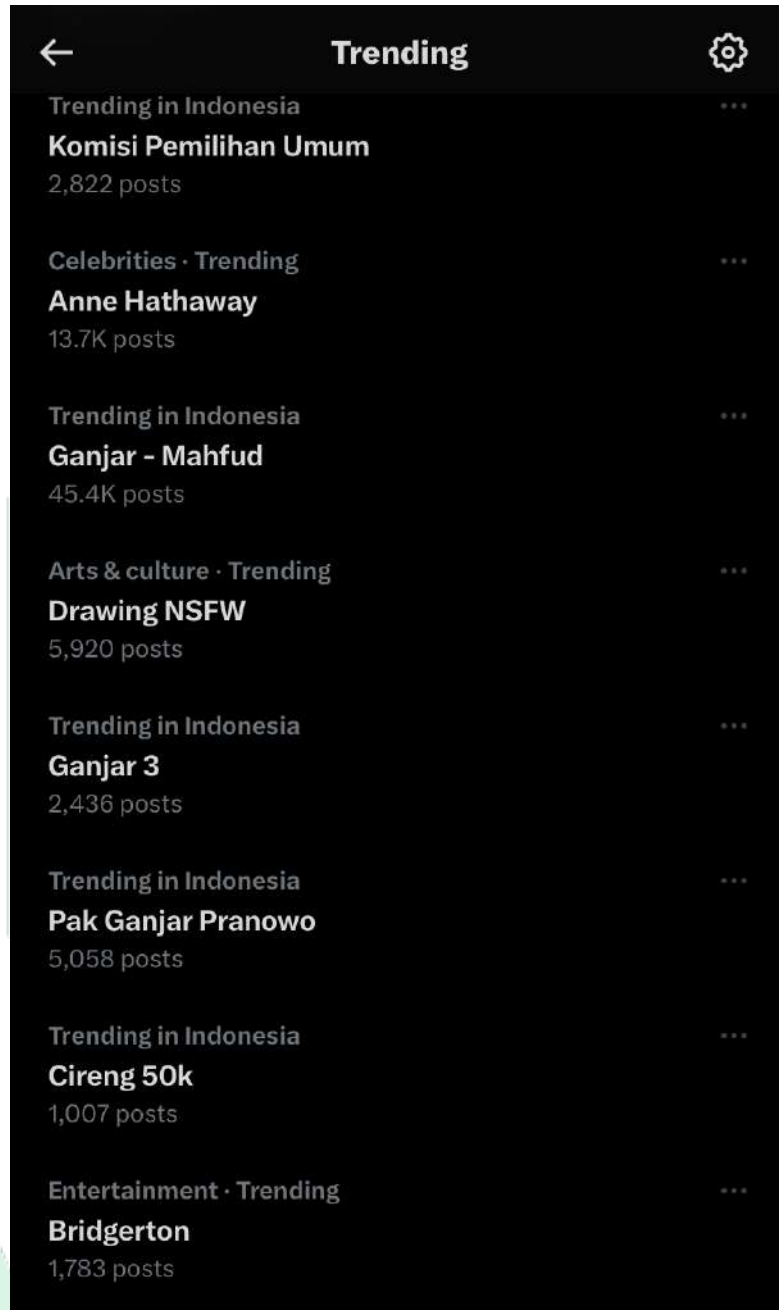 Trending
Trending in Indonesia
Komisi Pemilihan Umum
2,822 posts
Celebrities · Trending
Anne Hathaway
13.7K posts
Trending in Indonesia
Ganjar - Mahfud
45.4K posts
Arts & culture · Trending
Drawing NSFW
5,920 posts
Trending in Indonesia
Ganjar 3
2,436 posts
Trending in Indonesia
Pak Ganjar Pranowo
5,058 posts
Trending in Indonesia
Cireng 50k
1,007 posts
Entertainment · Trending
Bridgerton
1,783 posts